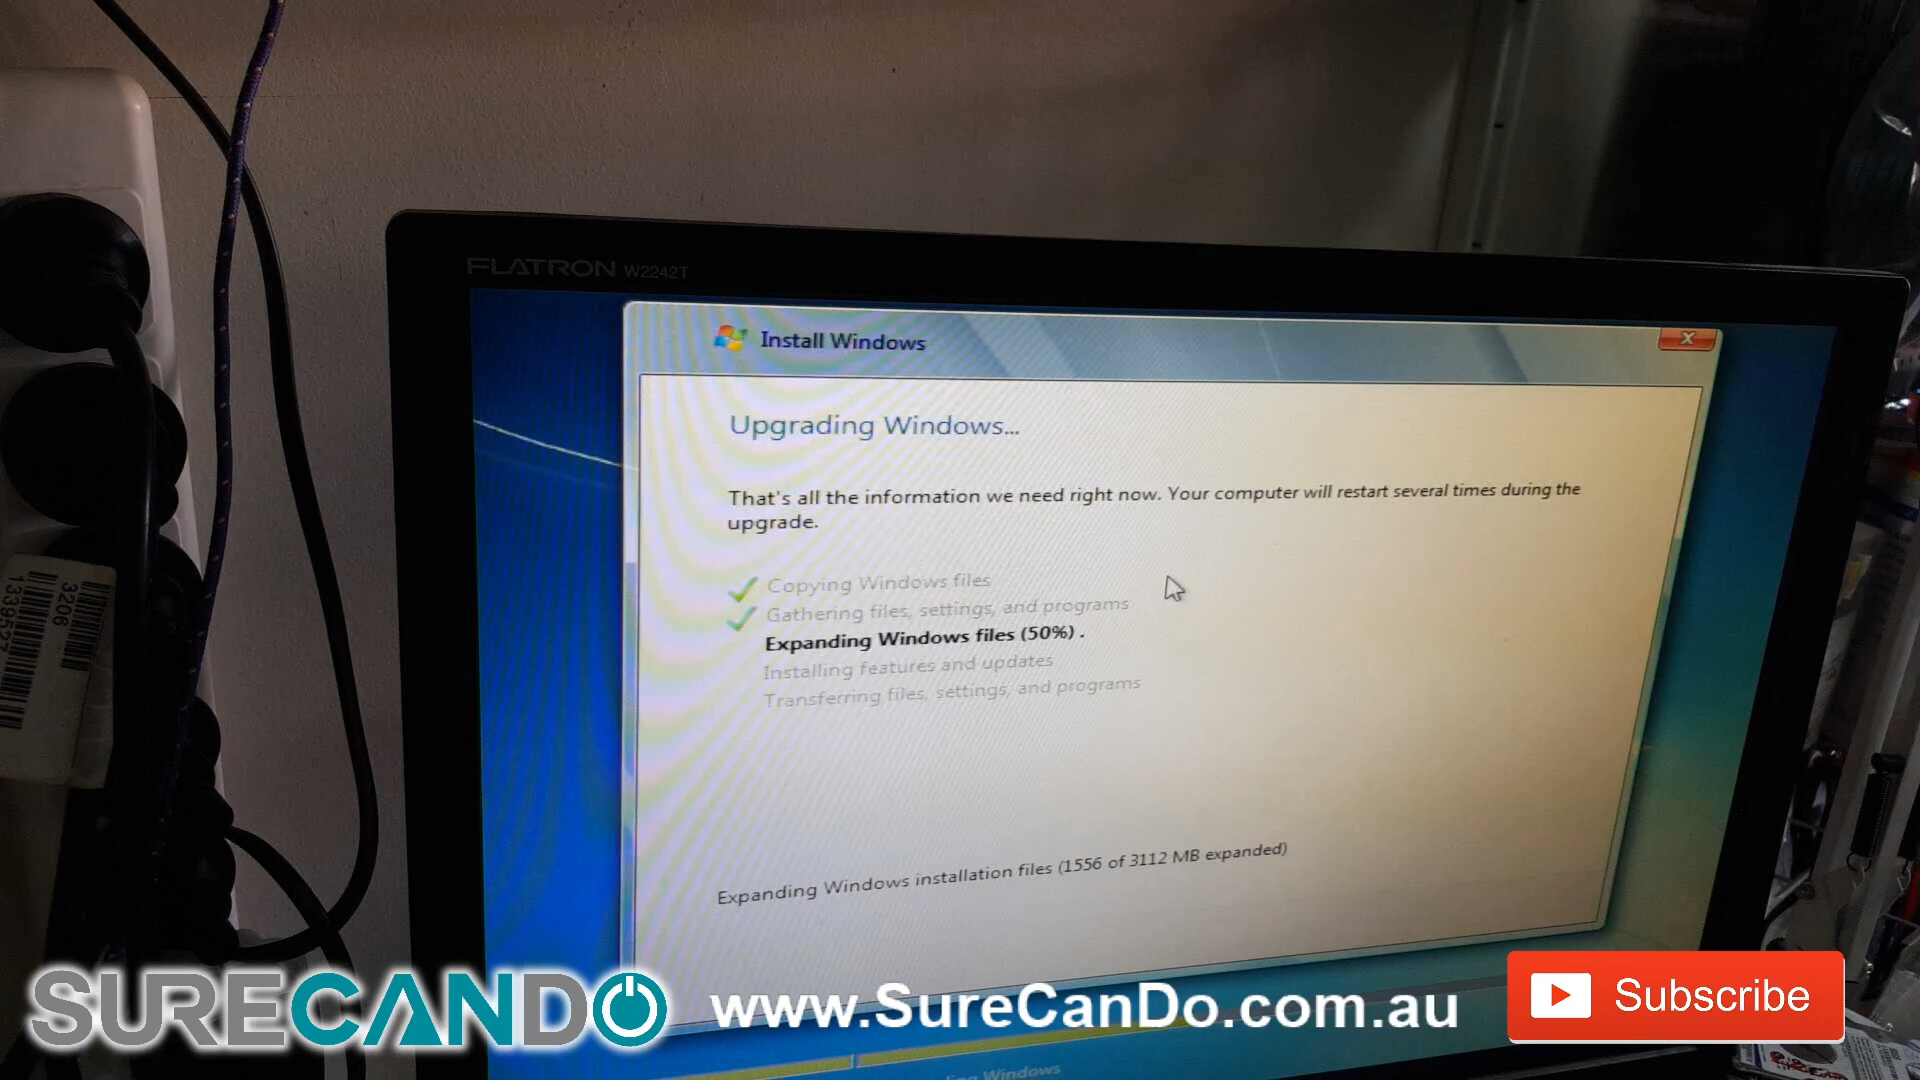 FLATRON W2242T
Install Windows
Upgrading Windows...
That's all the information we need right now. Your computer will restart several times during the
upgrade.
Copying Windows files
Gathering files, settings, and programs
Expanding Windows files (50%) .
Installing features and updates
Transferring files, settings, and programs
Expanding Windows installation files (1556 of 3112 MB expanded)
3206
SURECANDO
www.SureCanDo.com.au
Subscribe
Windows